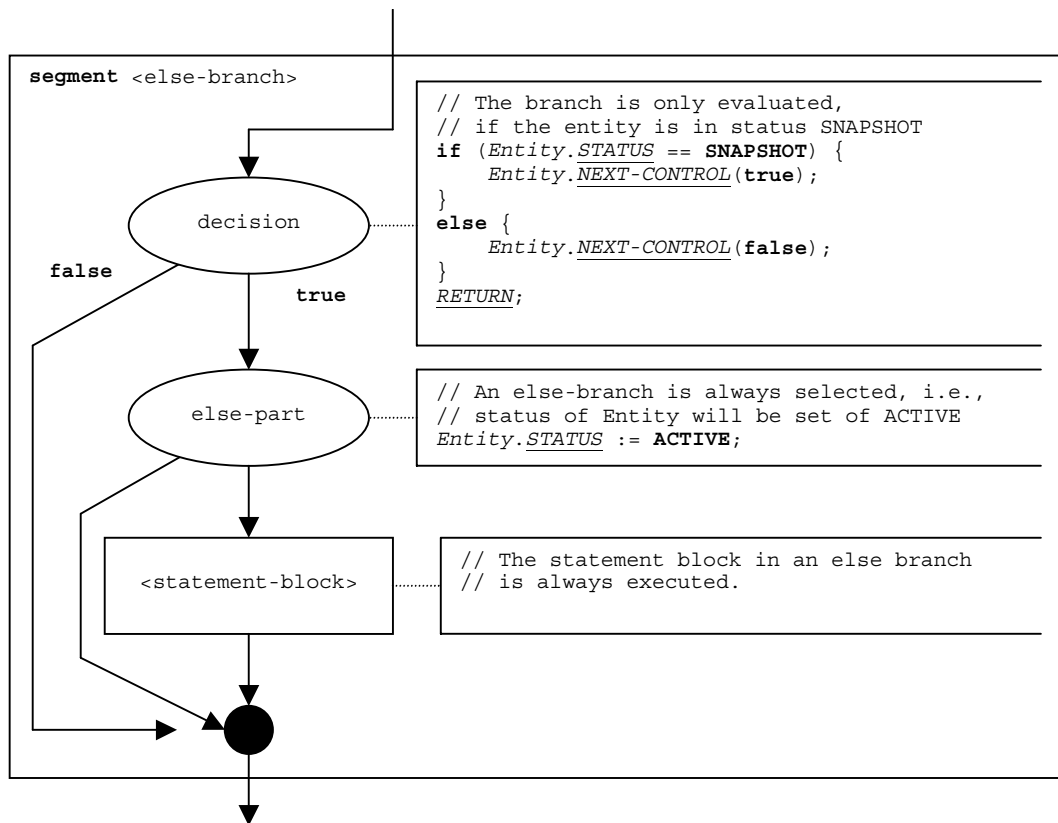 segment <else-branch>
// The branch is only evaluated,
// if the entity is in status SNAPSHOT
if (Entity.STATUS == SNAPSHOT) {
Entity.NEXT-CONTROL(true);
}
else {
Entity.NEXT-CONTROL(false);
}
RETURN;
decision
false
true
else-part
// An else-branch is always selected, i.e.,
// status of Entity will be set of ACTIVE
Entity.STATUS := ACTIVE;
<statement-block>
// The statement block in an else branch
// is always executed.